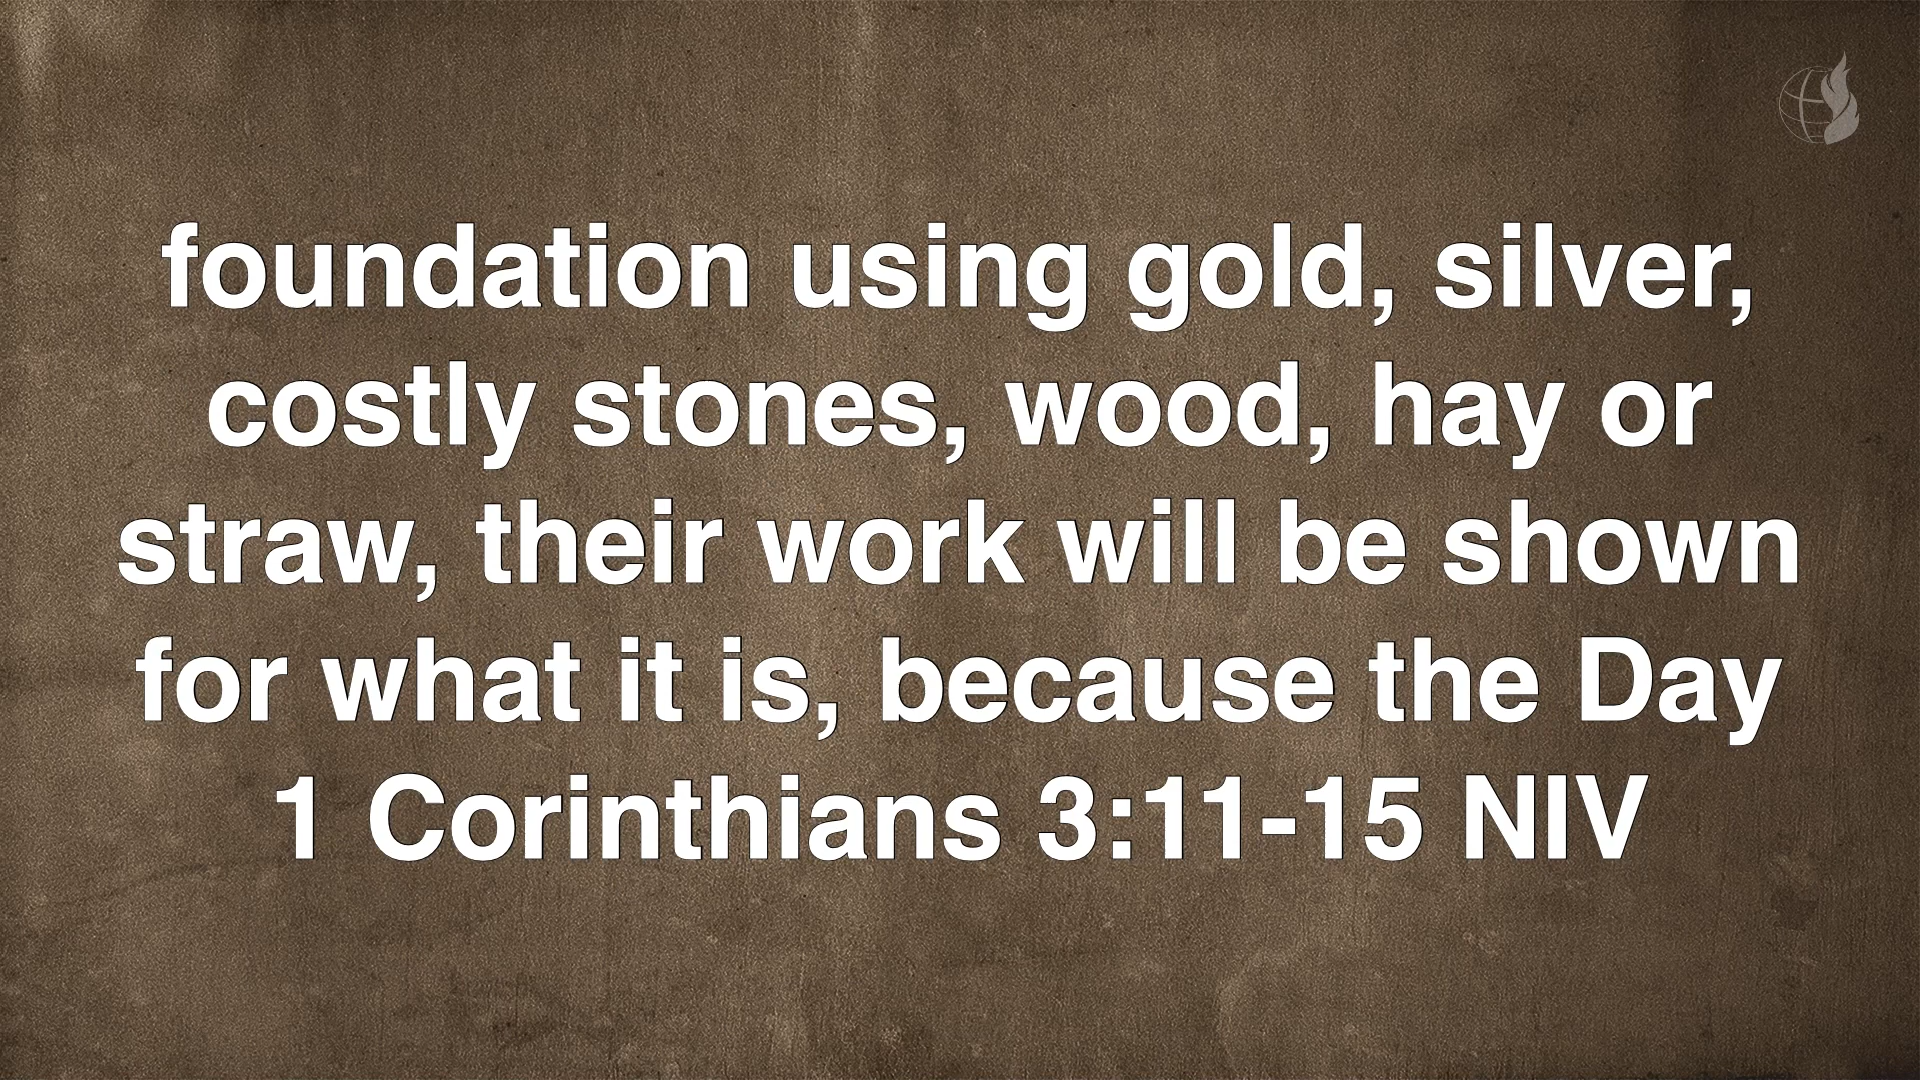 foundation using gold, silver,
costly stones, wood, hay or
straw, their work will be shown
for what it is, because the Day
1 Corinthians 3:11-15 NIV